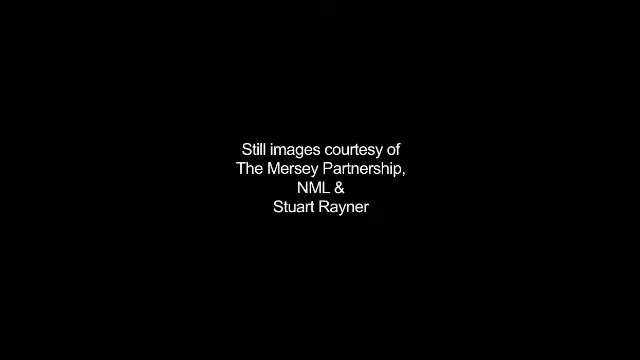 Still images courtesy of
The Mersey Partnership,
NML &
Stuart Rayner